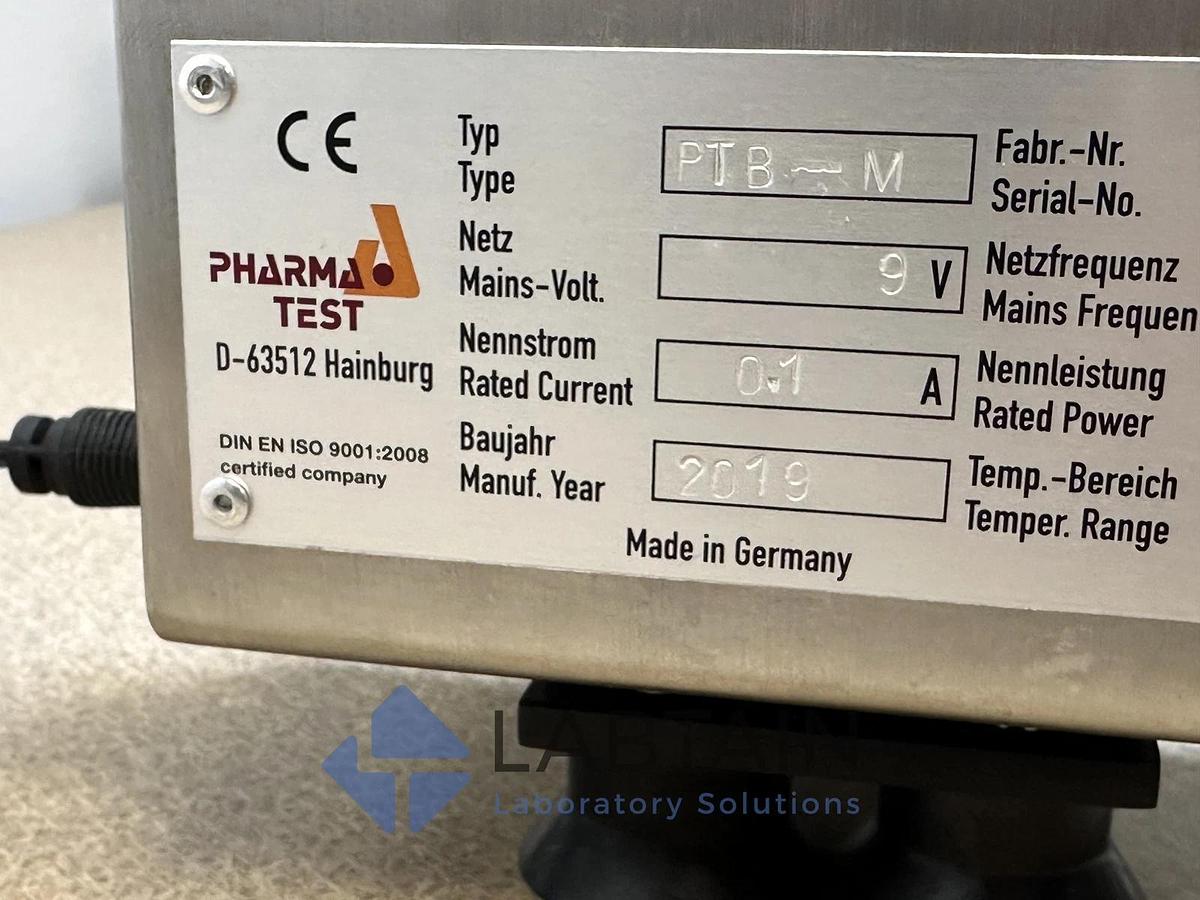 CE
PHARMA
TEST
D-63512 Hainburg
DIN EN ISO 9001:2008
certified company
Typ
Type
PTB-M
Netz
Mains-Volt.
9 V
Nennstrom
Rated Current
0.1 A
Baujahr
Manuf. Year
2019
Made in Germany
Fabr.-Nr.
Serial-No.
Netzfrequenz
Mains Frequen
Nennleistung
Rated Power
Temp.-Bereich
Temper. Range
LABTAIN
Laboratory Solutions